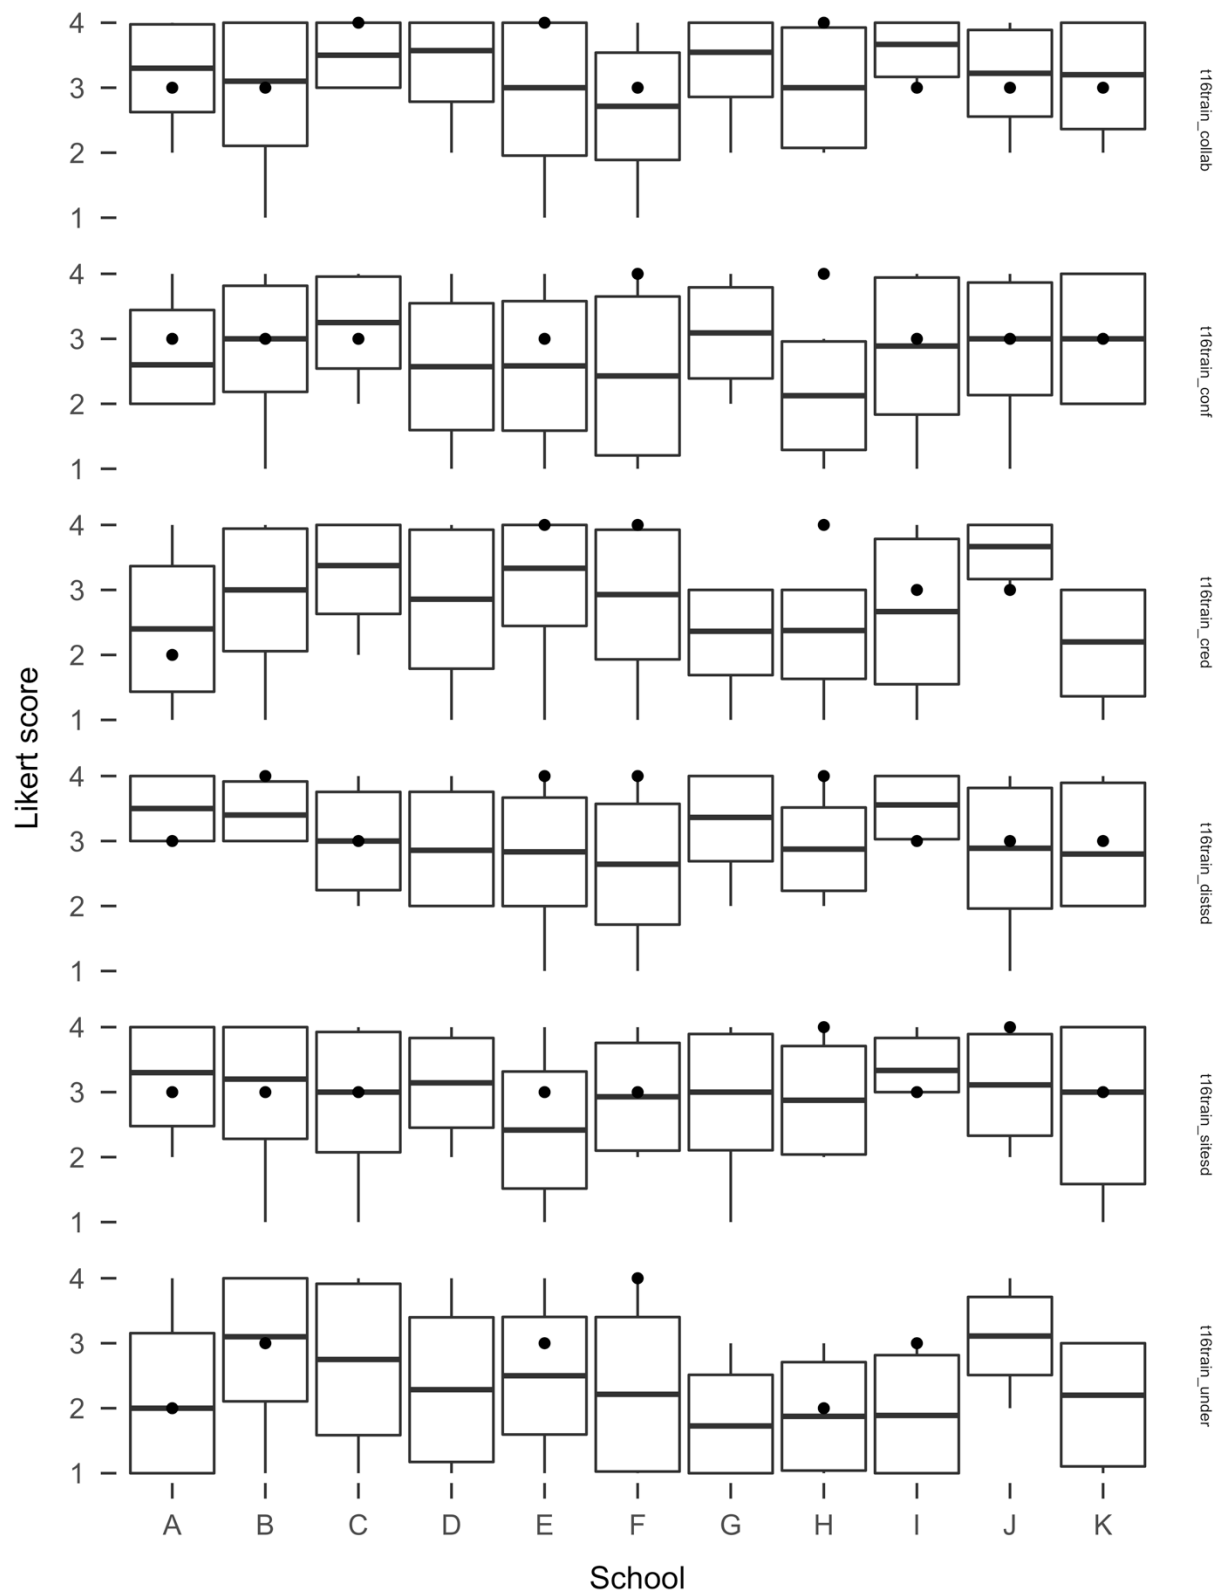 4
3
2
1
t16train_collab
4
3
2
1
t16train_conf
4
3
2
1
t16train_cred
Likert score
4
3
2
1
t16train_distsd
4
3
2
1
t16train_sitesd
4
3
2
1
t16train_under
A B C D E F G H I J K
School